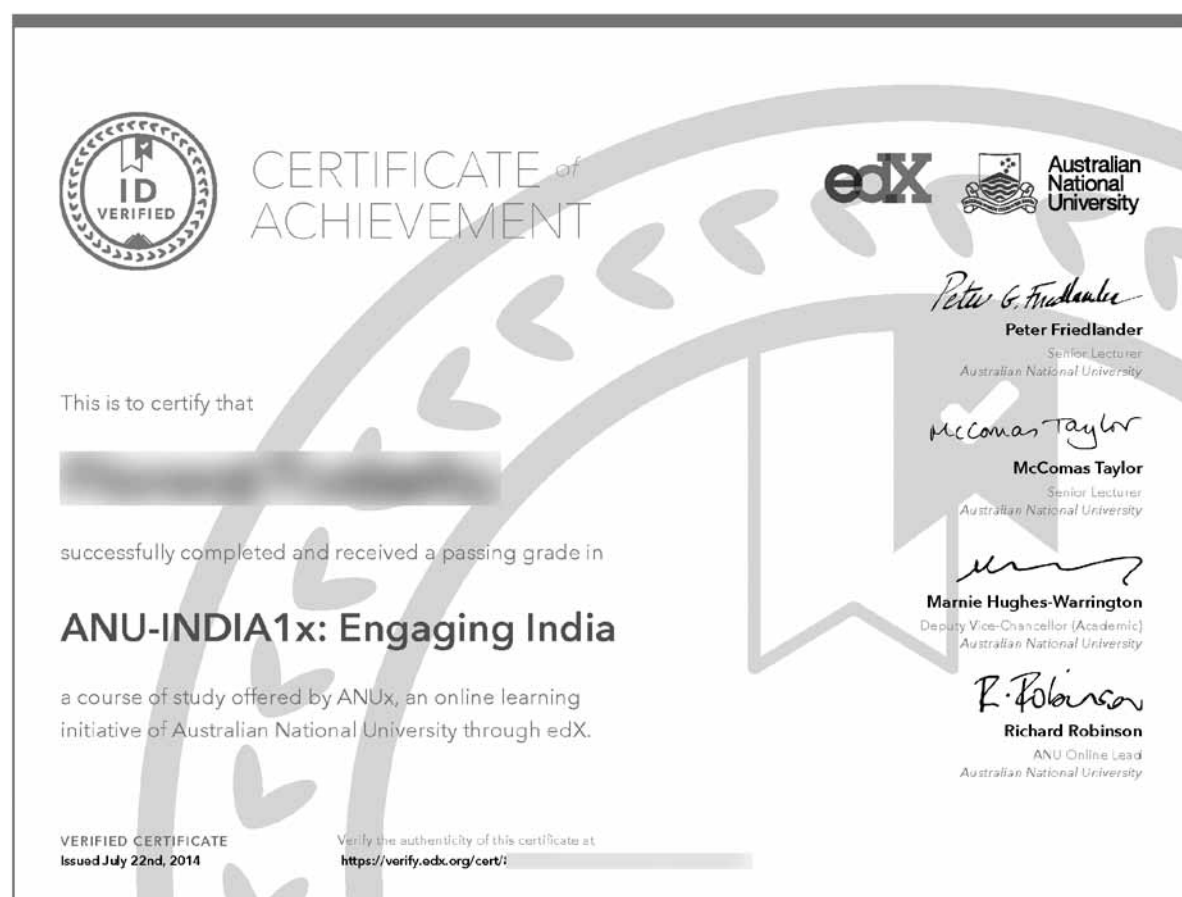 ID
VERIFIED
CERTIFICATE of
ACHIEVEMENT
edX
Australian
National
University
This is to certify that
successfully completed and received a passing grade in
ANU-INDIA1x: Engaging India
a course of study offered by ANUx, an online learning
initiative of Australian National University through edX.
VERIFIED CERTIFICATE
Issued July 22nd, 2014
Verify the authenticity of this certificate at
https://verify.edx.org/cert/
Peter G. Friedlander
Peter Friedlander
Senior Lecturer
Australian National University
McComas Taylor
McComas Taylor
Senior Lecturer
Australian National University
Marnie Hughes-Warrington
Deputy Vice-Chancellor (Academic)
Australian National University
R. Robinson
Richard Robinson
ANU Online Lead
Australian National University